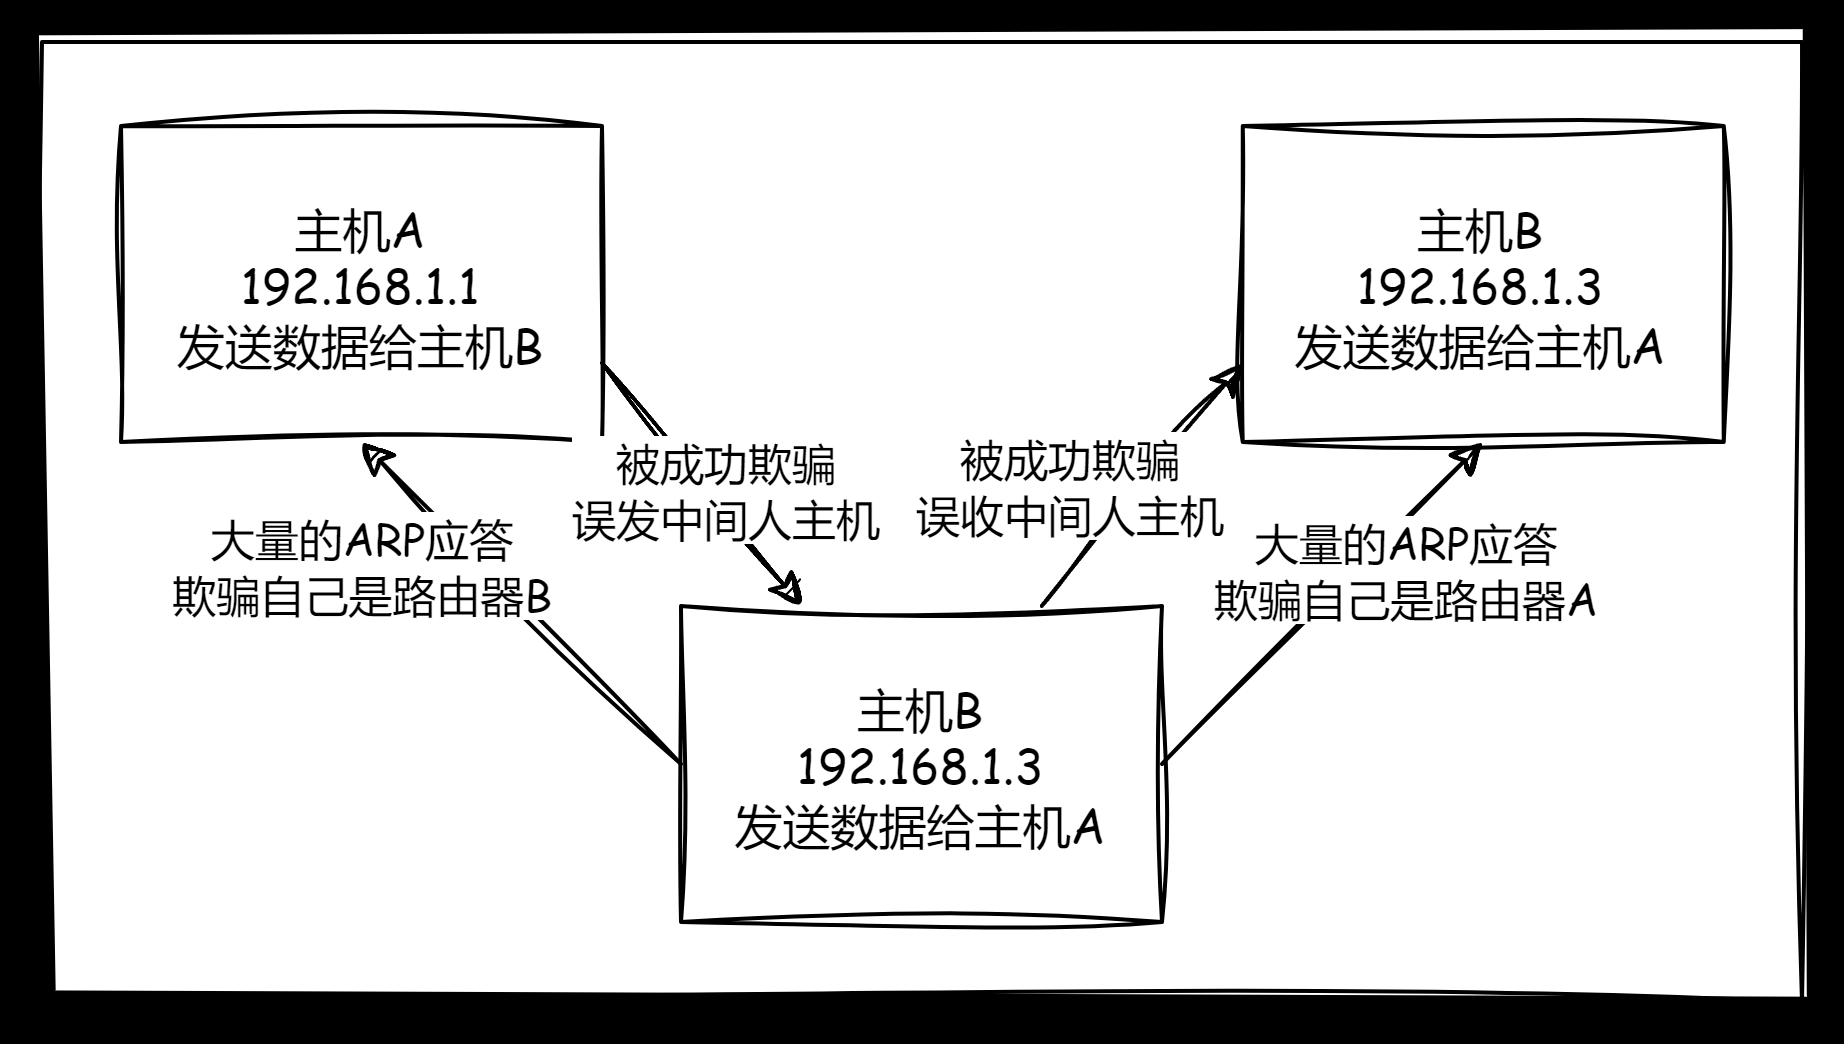 主机A
192.168.1.1
发送数据给主机B
主机B
192.168.1.3
发送数据给主机A
被成功欺骗
误发中间人主机
被成功欺骗
误收中间人主机
大量的ARP应答
欺骗自己是路由器B
大量的ARP应答
欺骗自己是路由器A
主机B
192.168.1.3
发送数据给主机A